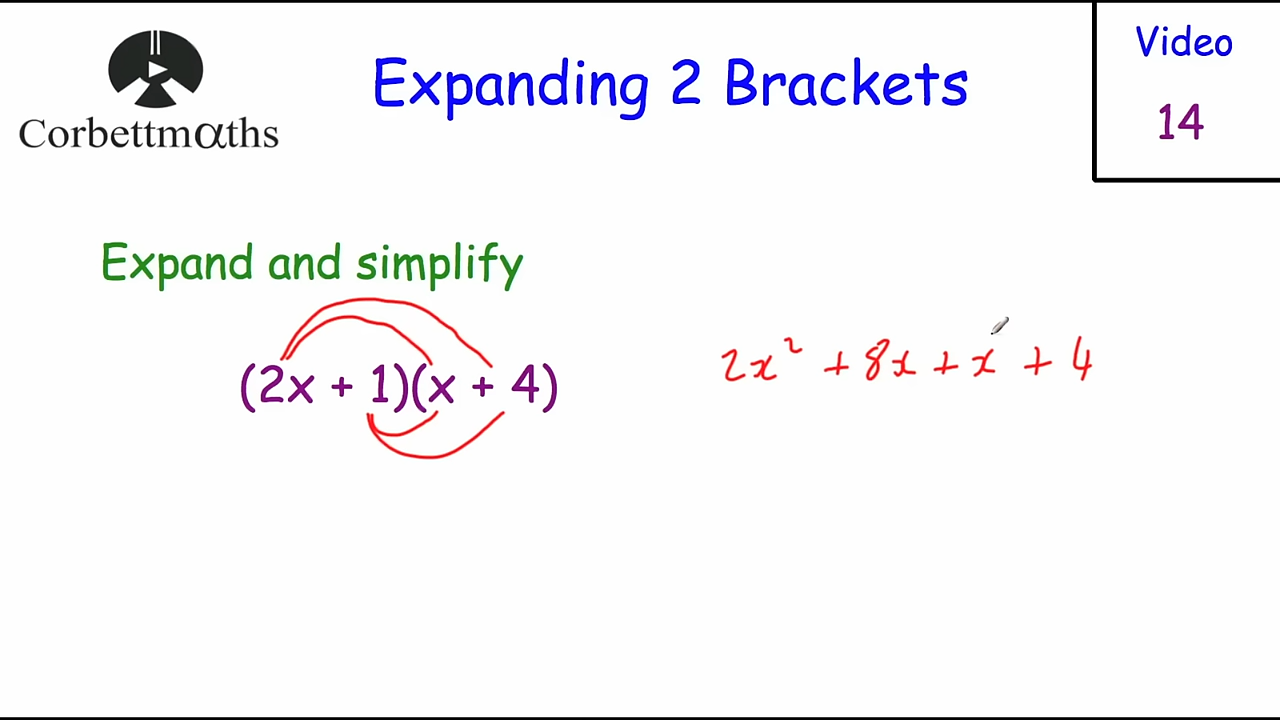 Corbettmαths
Expanding 2 Brackets
Video
14
Expand and simplify
(2x + 1)(x + 4)
2x² + 8x + x + 4